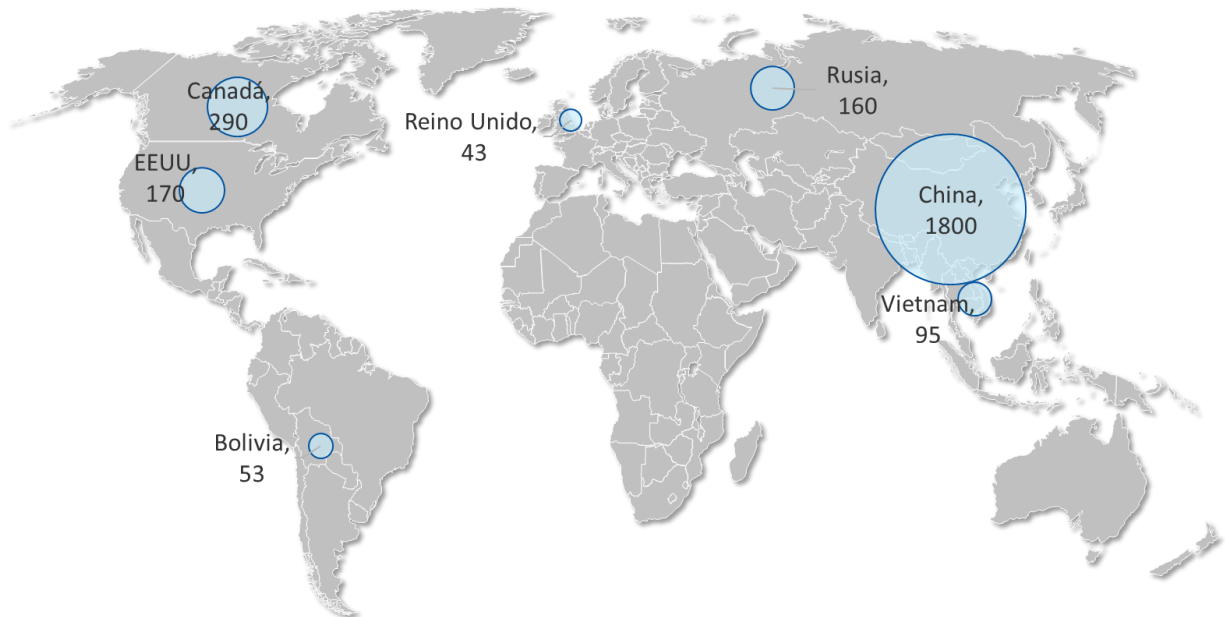 Canadá,
290
EEUU,
170
Reino Unido,
43
Rusia,
160
China,
1800
Vietnam,
95
Bolivia,
53